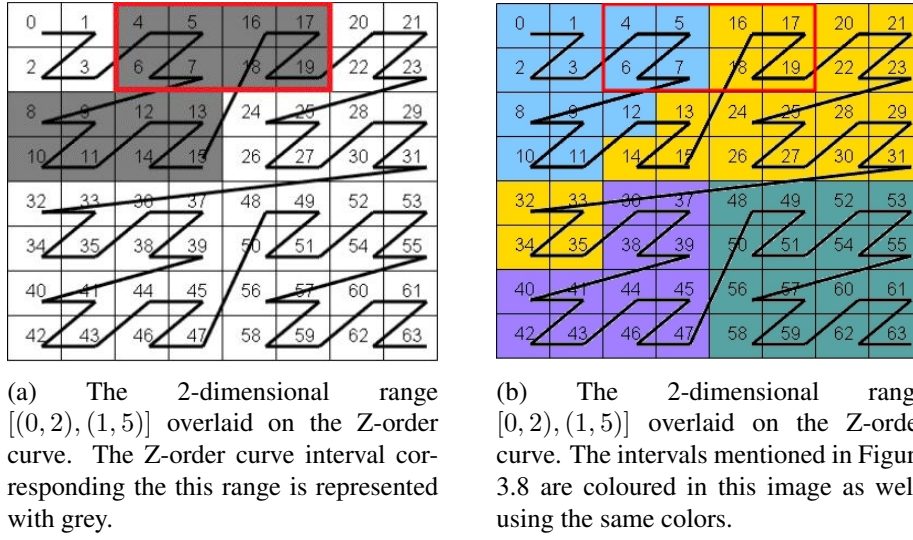 0 1 4 5 16 17 20 21
2 3 6 7 18 19 22 23
8 9 12 13 24 25 28 29
10 11 14 15 26 27 30 31
32 33 36 37 48 49 52 53
34 35 38 39 50 51 54 55
40 41 44 45 56 57 60 61
42 43 46 47 58 59 62 63
(a) The 2-dimensional range
[(0, 2), (1, 5)] overlaid on the Z-order
curve. The Z-order curve interval cor-
responding the this range is represented
with grey.
0 1 4 5 16 17 20 21
2 3 6 7 18 19 22 23
8 9 12 13 24 25 28 29
10 11 14 15 26 27 30 31
32 33 36 37 48 49 52 53
34 35 38 39 50 51 54 55
40 41 44 45 56 57 60 61
42 43 46 47 58 59 62 63
(b) The 2-dimensional rang
[0, 2), (1, 5)] overlaid on the Z-orde
curve. The intervals mentioned in Figur
3.8 are coloured in this image as well
using the same colors.